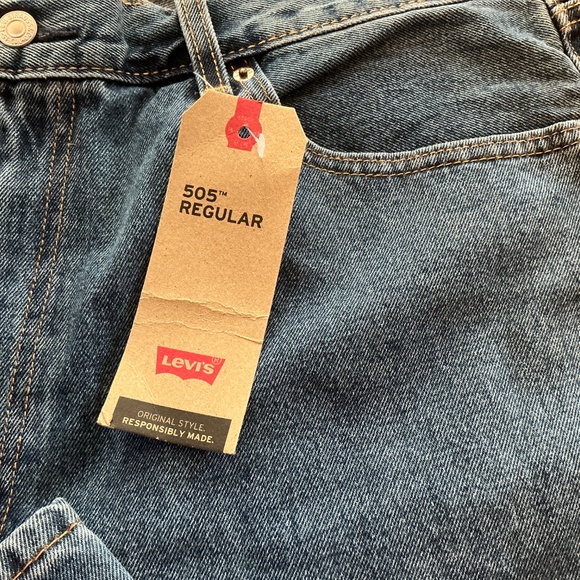 505™
REGULAR
LEVI'S®
ORIGINAL STYLE.
RESPONSIBLY MADE.